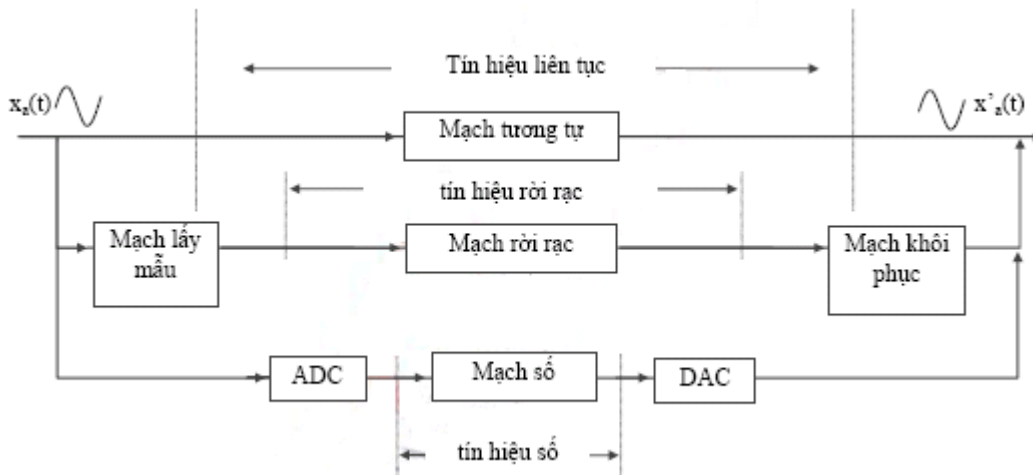 Tín hiệu liên tục
xₐ(t)
x'ₐ(t)
Mạch tương tự
tín hiệu rời rạc
Mạch lấy
mẫu
Mạch rời rạc
Mạch khôi
phục
ADC
Mạch số
DAC
tín hiệu số